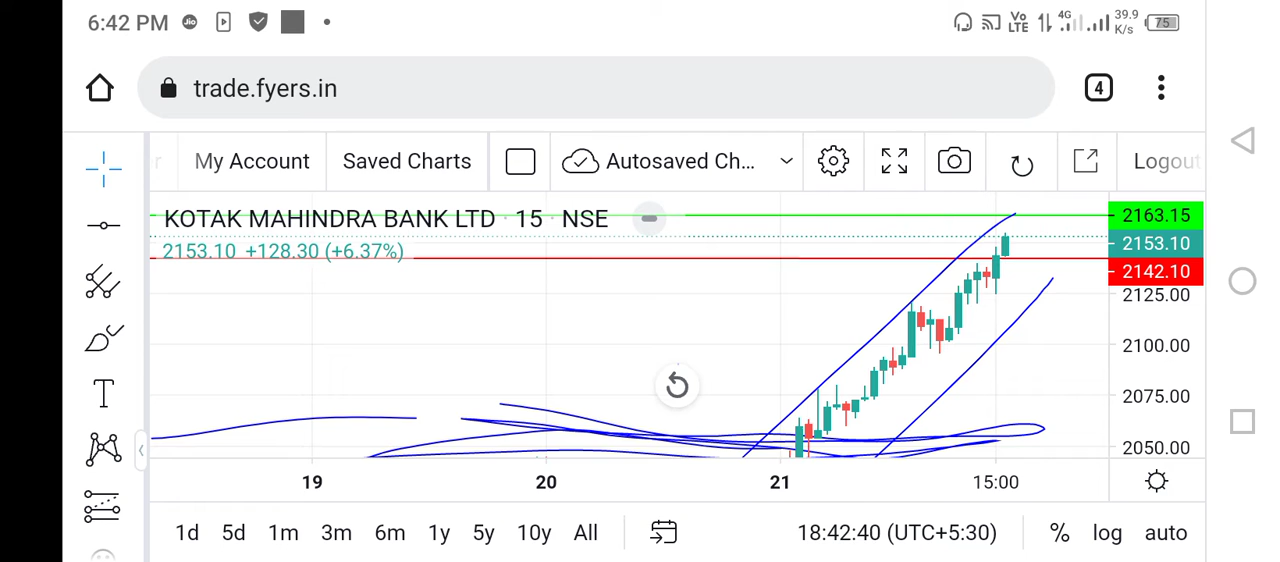 6:42 PM
Vo LTE 4G 39.9 K/s 75
trade.fyers.in
4
My Account Saved Charts Autosaved Ch... Logout
KOTAK MAHINDRA BANK LTD · 15 · NSE
2153.10 +128.30 (+6.37%)
2163.15
2153.10
2142.10
2125.00
2100.00
2075.00
2050.00
19 20 21 15:00
1d 5d 1m 3m 6m 1y 5y 10y All 18:42:40 (UTC+5:30) % log auto